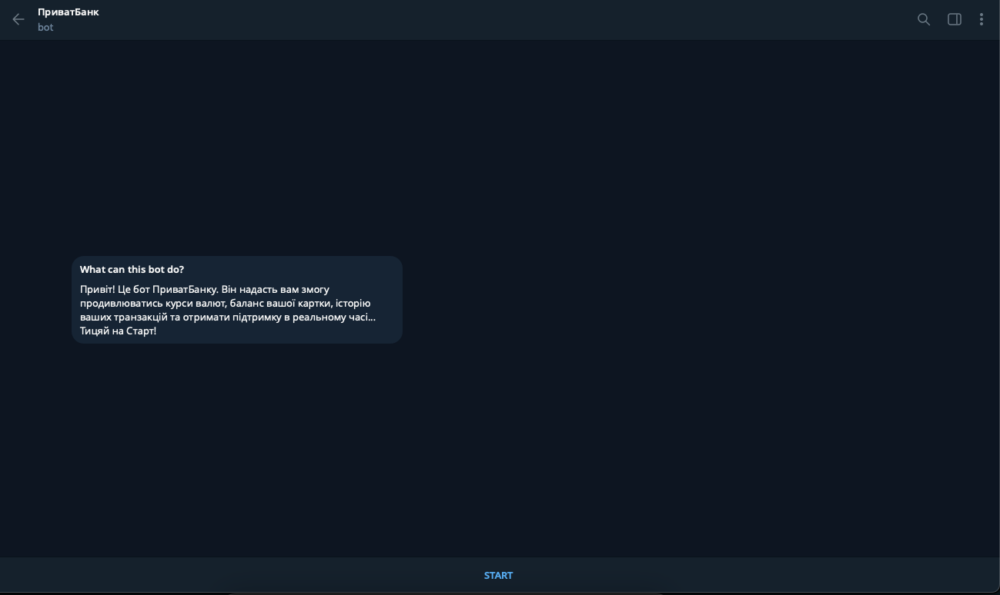 ПриватБанк
bot
What can this bot do?
Привіт! Це бот ПриватБанку. Він надасть вам змогу
продивлюватись курси валют, баланс вашої картки, історію
ваших транзакцій та отримати підтримку в реальному часі...
Тицяй на Старт!
START